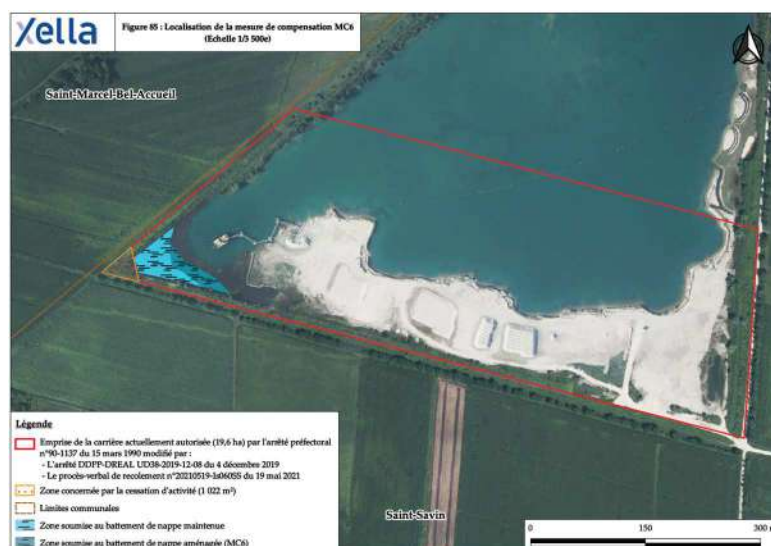 Xella
Figure 85 : Localisation de la mesure de compensation MC6
(Echelle 1/3 500e)
Saint-Marcel-Bel-Accueil
Légende
Emprise de la carrière actuellement autorisée (19,6 ha) par l'arrêté préfectoral
n°90-1137 du 15 mars 1990 modifié par :
- L'arrêté DDPP-DREAL UD38-2019-12-08 du 4 décembre 2019
- Le procès-verbal de recolement n°20210519-Is0605S du 19 mai 2021
Zone concernée par la cessation d'activité (1 022 m²)
Limites communales
Zone soumise au battement de nappe maintenue
Zone soumise au battement de nappe aménagée (MC6)
Saint-Savin
0 150 300